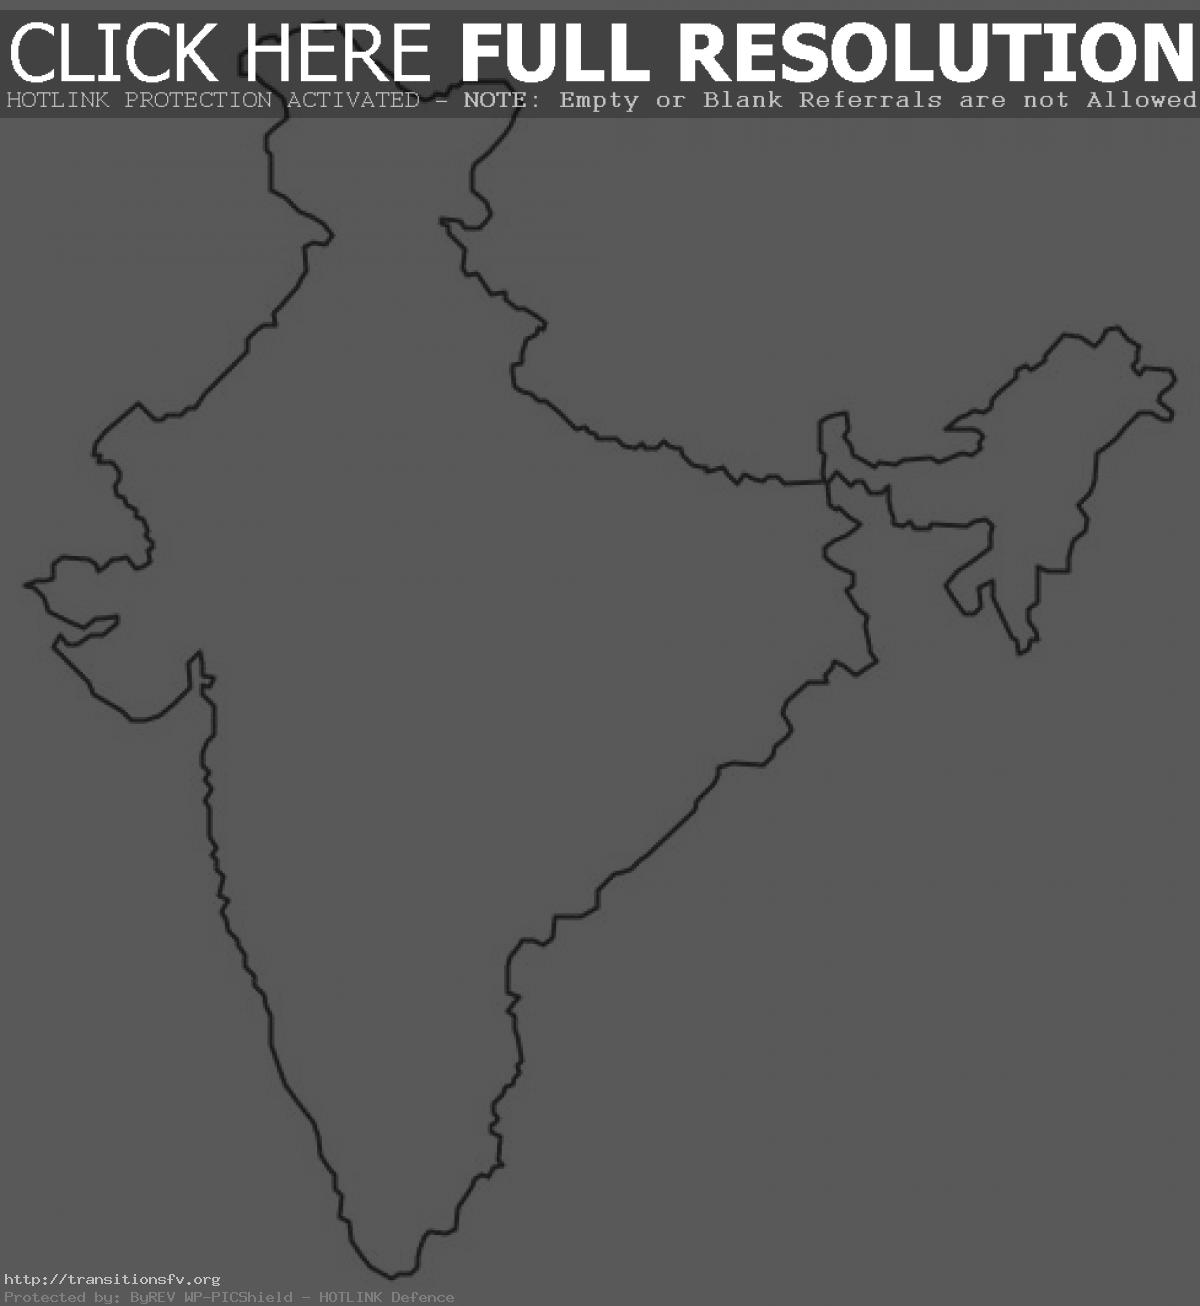 CLICK HERE FULL RESOLUTION
HOTLINK PROTECTION ACTIVATED - NOTE: Empty or Blank Referrals are not Allowed
http://transitionsfv.org
Protected by: ByREV WP-PICShield - HOTLINK Defence